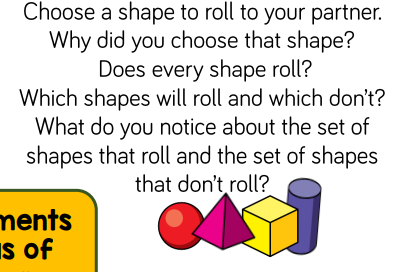 Choose a shape to roll to your partner.
Why did you choose that shape?
Does every shape roll?
Which shapes will roll and which don't?
What do you notice about the set of
shapes that roll and the set of shapes
that don't roll?
ments
s of